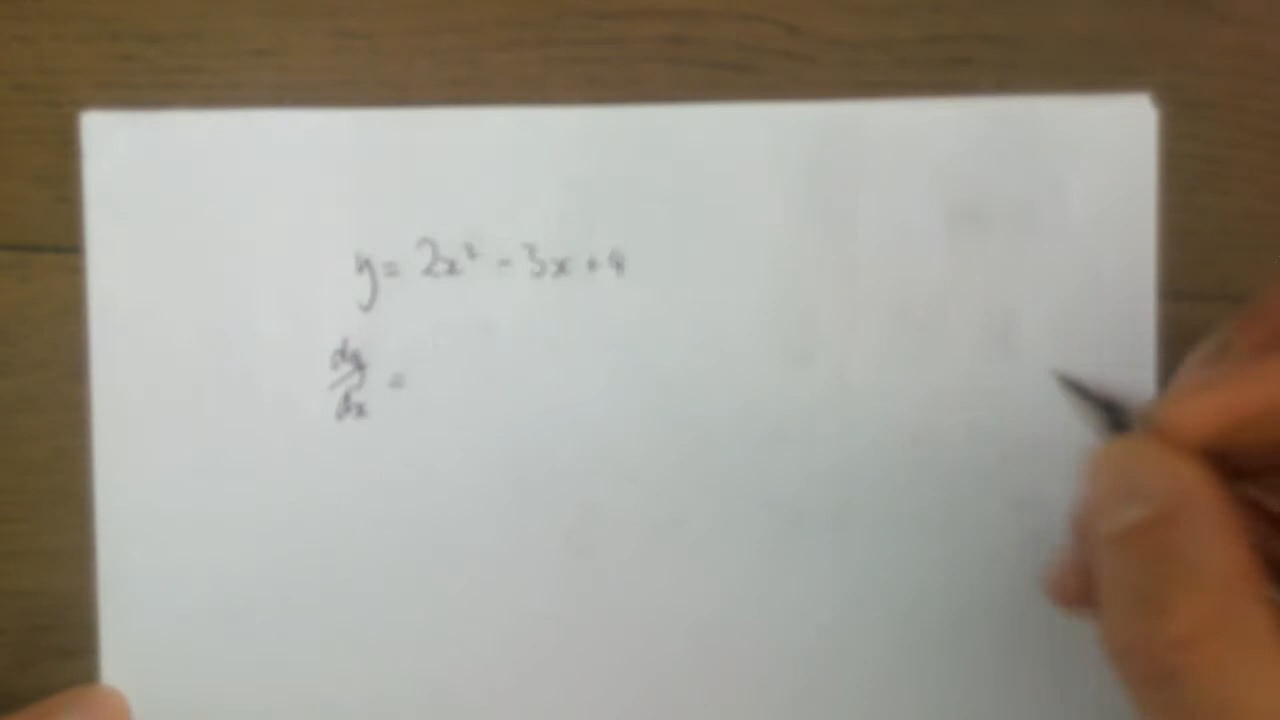 y = 2x² - 3x + 4
dy/dx =